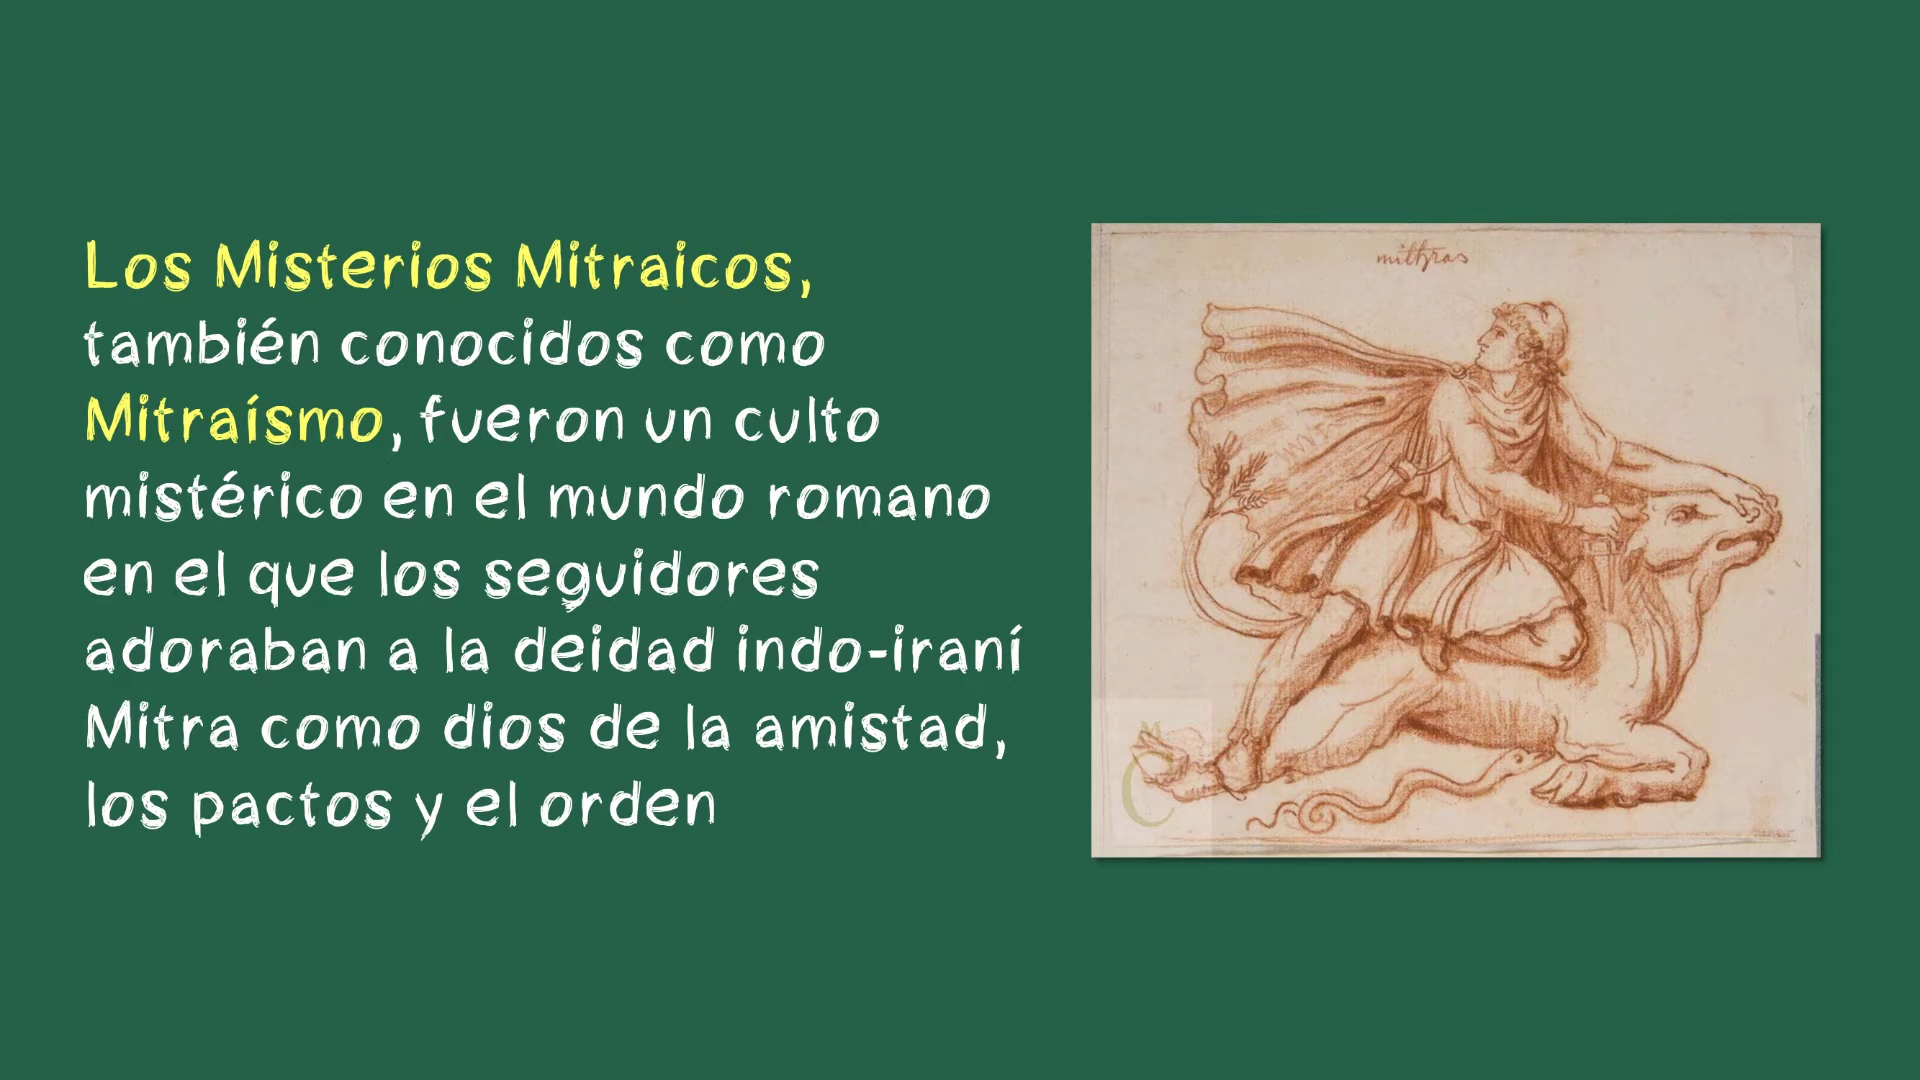 Los Misterios Mitraicos,
también conocidos como
Mitraísmo, fueron un culto
mistérico en el mundo romano
en el que los seguidores
adoraban a la deidad indo-iraní
Mitra como dios de la amistad,
los pactos y el orden
mithras